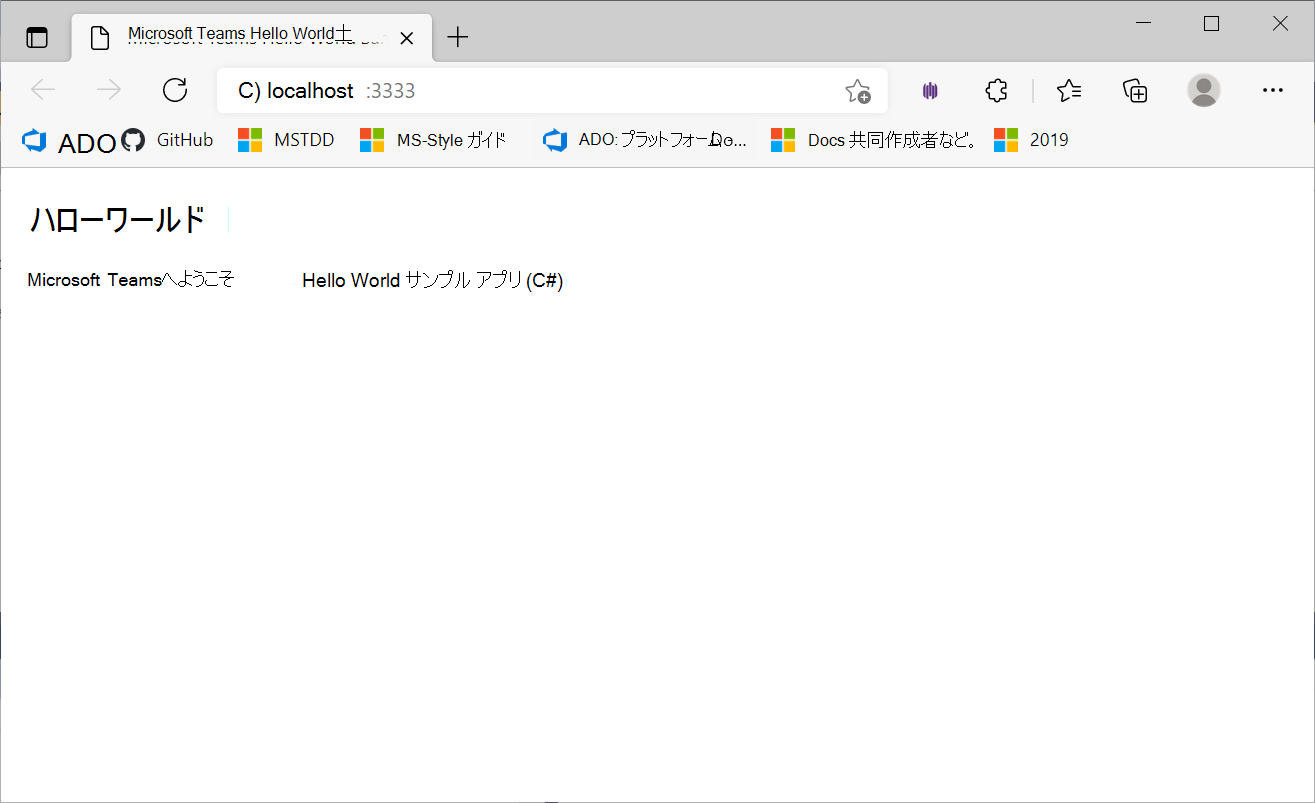 Microsoft Teams Hello World土
C) localhost :3333
ADO GitHub MSTDD MS-Style ガイド ADO: プラットフォーム Do... Docs 共同作成者など。 2019
ハローワールド
Microsoft Teamsへようこそ Hello World サンプル アプリ (C#)